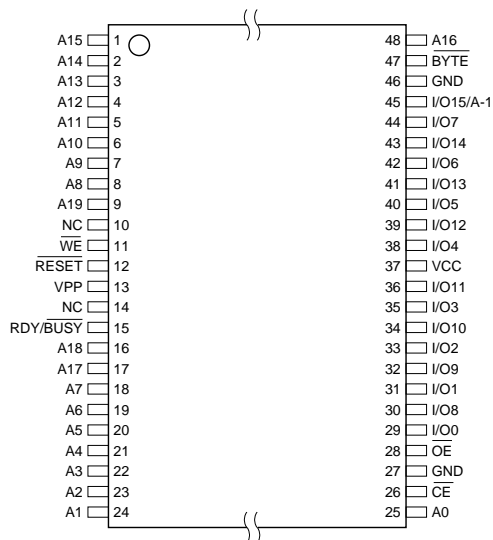 A15 1 48 A16
A14 2 47 BYTE
A13 3 46 GND
A12 4 45 I/O15/A-1
A11 5 44 I/O7
A10 6 43 I/O14
A9 7 42 I/O6
A8 8 41 I/O13
A19 9 40 I/O5
NC 10 39 I/O12
WE 11 38 I/O4
RESET 12 37 VCC
VPP 13 36 I/O11
NC 14 35 I/O3
RDY/BUSY 15 34 I/O10
A18 16 33 I/O2
A17 17 32 I/O9
A7 18 31 I/O1
A6 19 30 I/O8
A5 20 29 I/O0
A4 21 28 OE
A3 22 27 GND
A2 23 26 CE
A1 24 25 A0